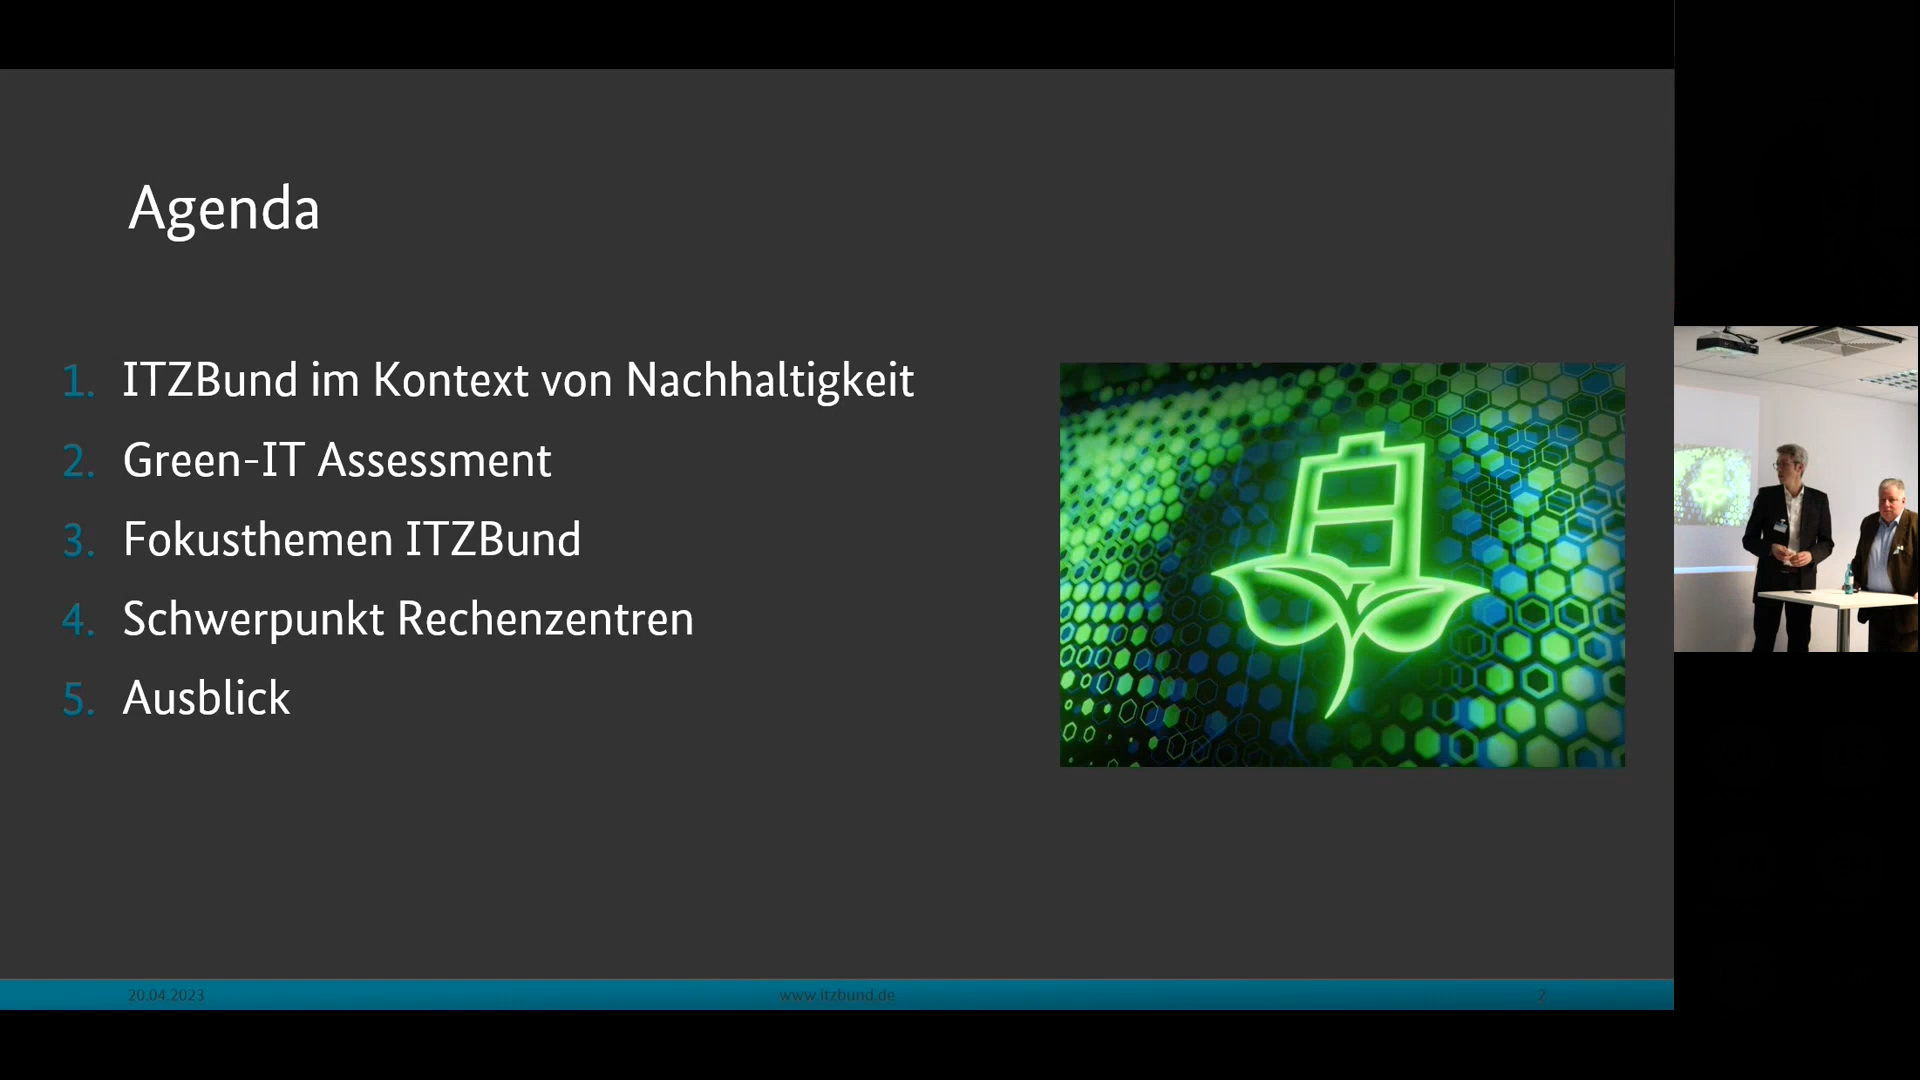 Agenda
1. ITZBund im Kontext von Nachhaltigkeit
2. Green-IT Assessment
3. Fokusthemen ITZBund
4. Schwerpunkt Rechenzentren
5. Ausblick
20.04.2023 www.itzbund.de 2